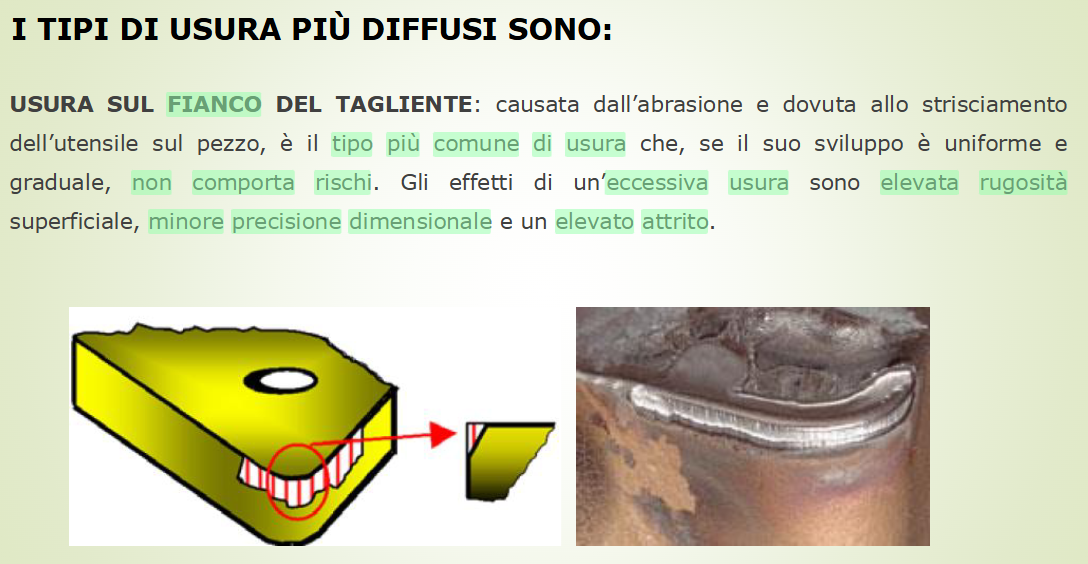 I TIPI DI USURA PIÙ DIFFUSI SONO:
USURA SUL FIANCO DEL TAGLIENTE: causata dall’abrasione e dovuta allo strisciamento
dell’utensile sul pezzo, è il tipo più comune di usura che, se il suo sviluppo è uniforme e
graduale, non comporta rischi. Gli effetti di un’eccessiva usura sono elevata rugosità
superficiale, minore precisione dimensionale e un elevato attrito.